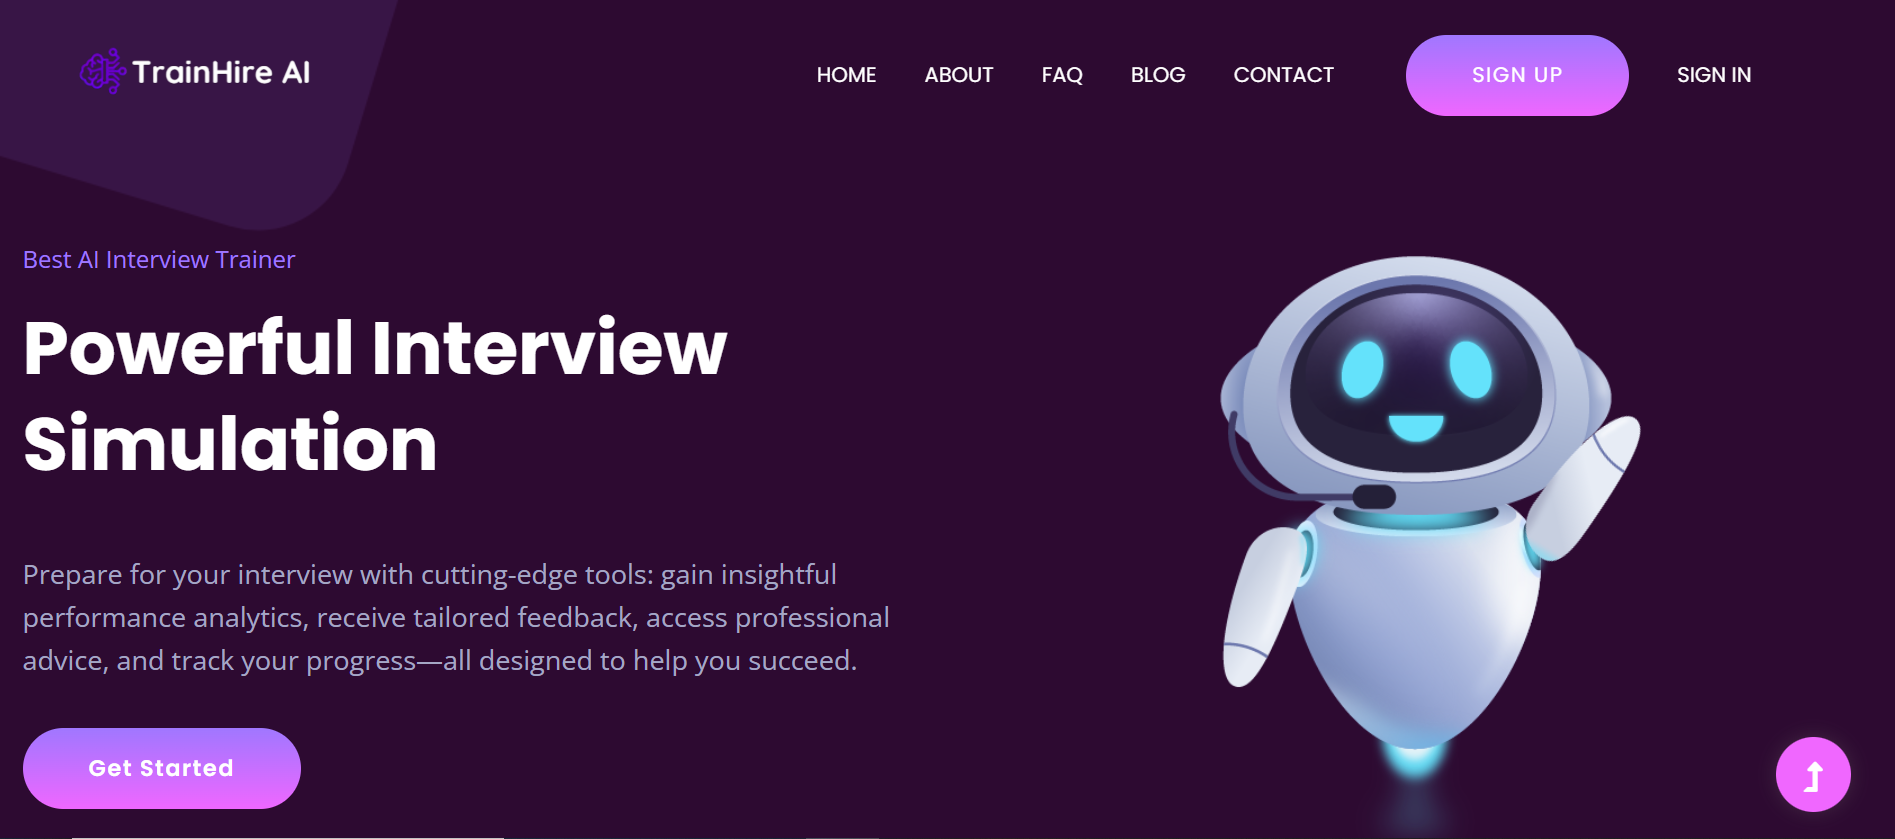 TrainHire AI
HOME ABOUT FAQ BLOG CONTACT SIGN UP SIGN IN
Best AI Interview Trainer
Powerful Interview
Simulation
Prepare for your interview with cutting-edge tools: gain insightful
performance analytics, receive tailored feedback, access professional
advice, and track your progress—all designed to help you succeed.
Get Started